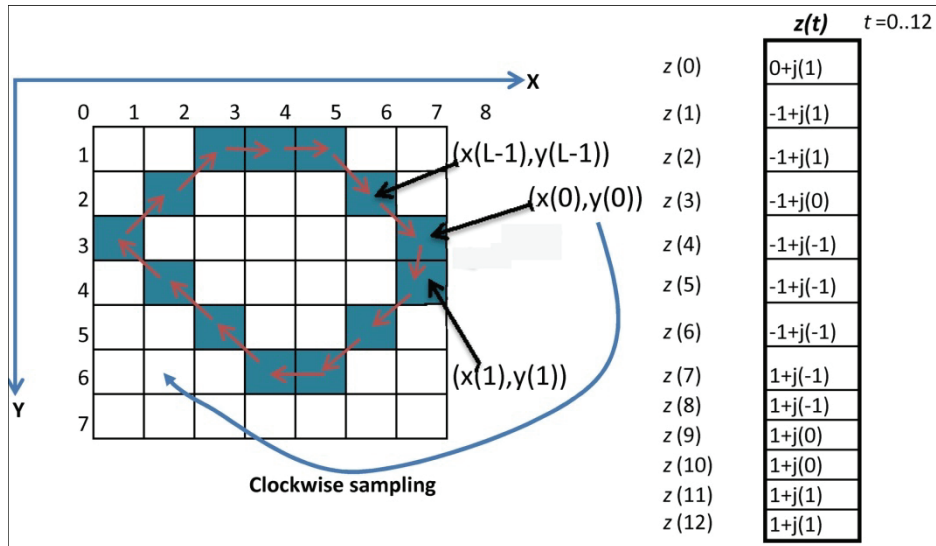 z(t) t=0..12
X
0 1 2 3 4 5 6 7 8
1
2
3
4
5
6
7
Y
(x(L-1),y(L-1))
(x(0),y(0))
(x(1),y(1))
Clockwise sampling
z (0) 0+j(1)
z (1) -1+j(1)
z (2) -1+j(1)
z (3) -1+j(0)
z (4) -1+j(-1)
z (5) -1+j(-1)
z (6) -1+j(-1)
z (7) 1+j(-1)
z (8) 1+j(-1)
z (9) 1+j(0)
z (10) 1+j(0)
z (11) 1+j(1)
z (12) 1+j(1)